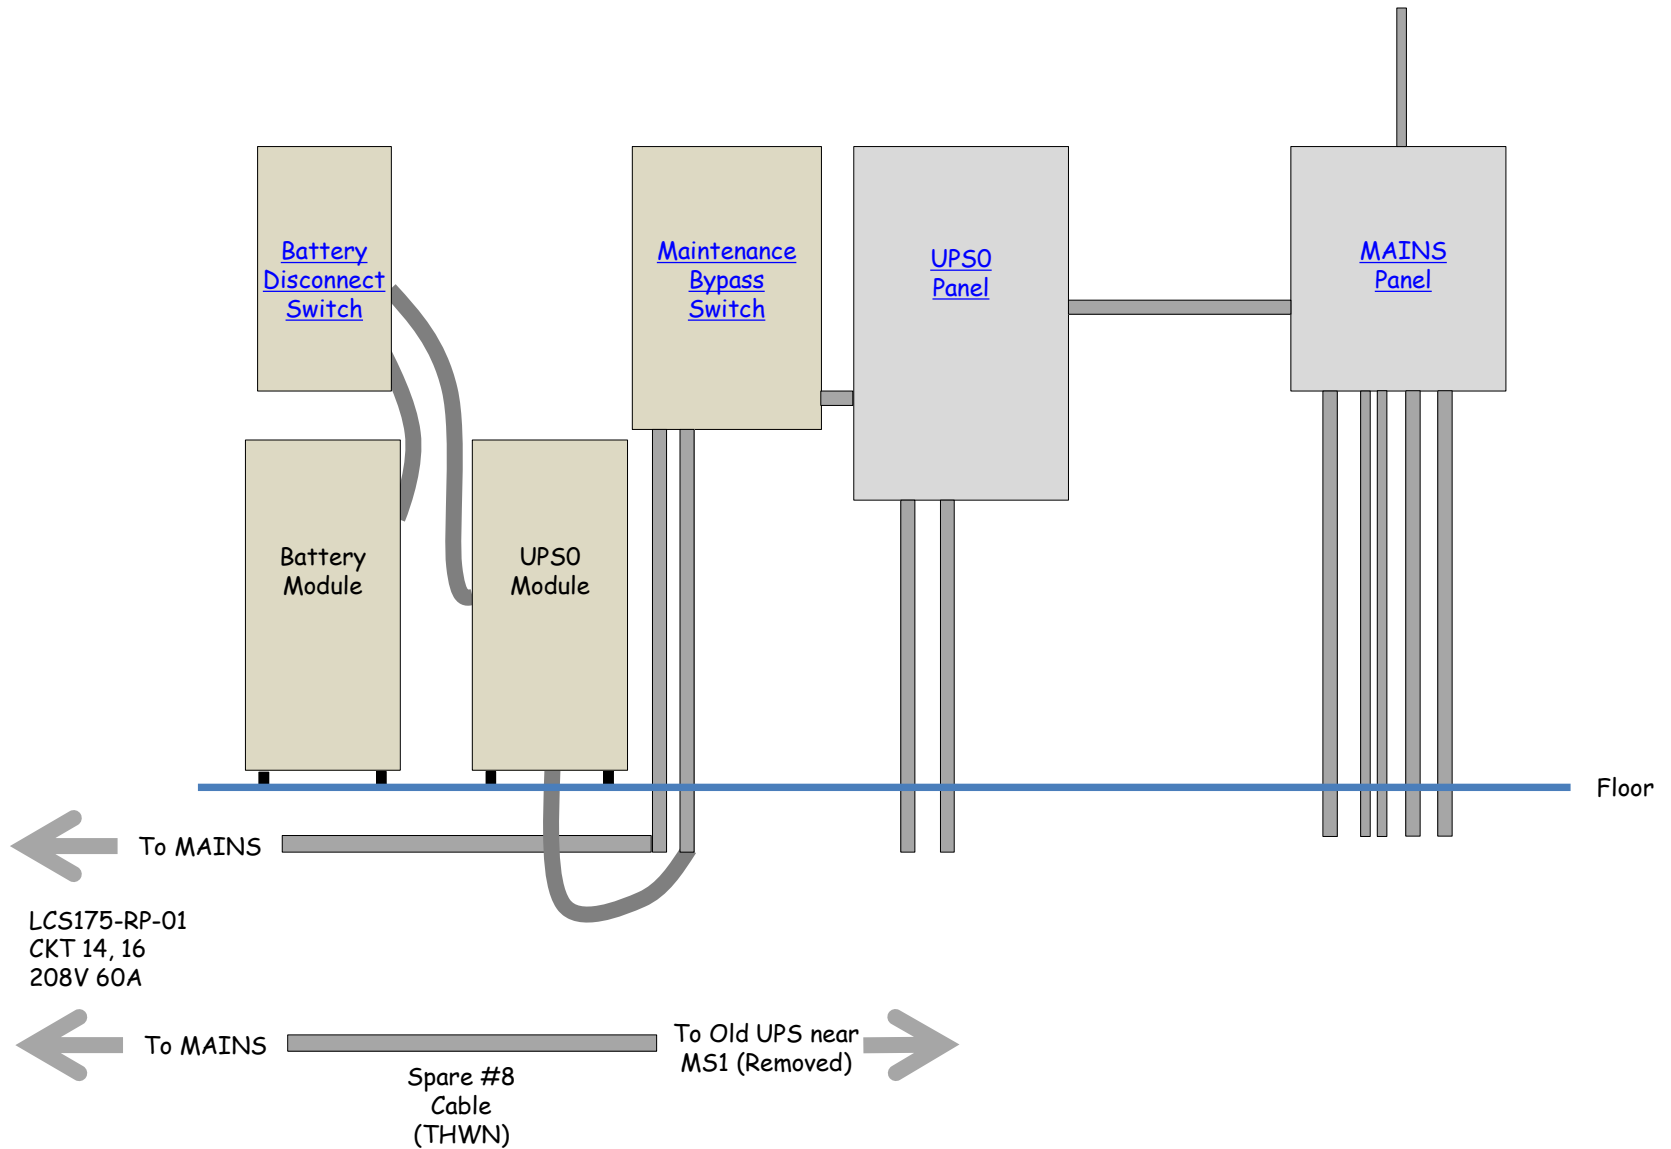 Battery
Disconnect
Switch
Maintenance
Bypass
Switch
UPS0
Panel
MAINS
Panel
Battery
Module
UPS0
Module
Floor
To MAINS
LCS175-RP-01
CKT 14, 16
208V 60A
To MAINS
To Old UPS near
MS1 (Removed)
Spare #8
Cable
(THWN)